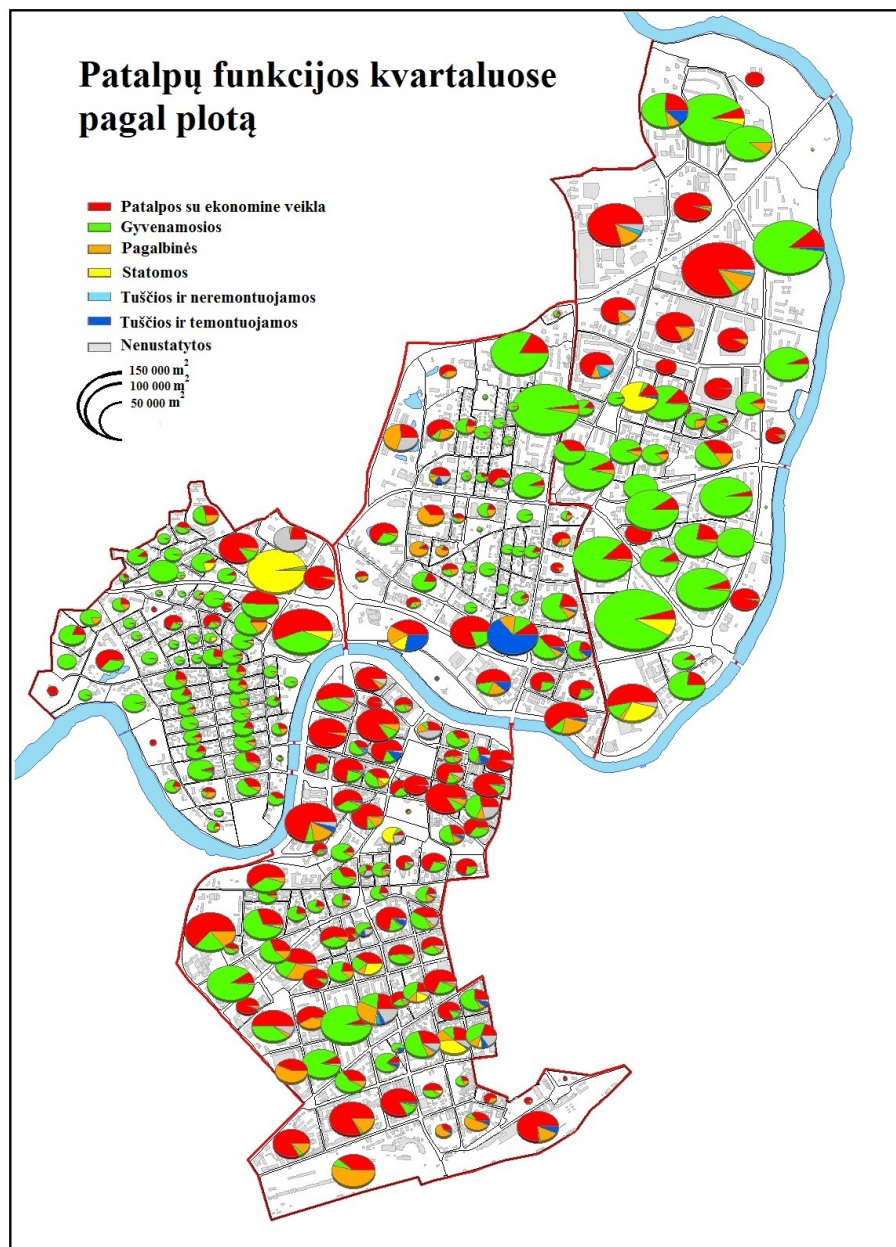 Patalpų funkcijos kvartaluose
pagal plotą
Patalpos su ekonomine veikla
Gyvenamosios
Pagalbinės
Statomos
Tuščios ir neremontuojamos
Tuščios ir temontuojamos
Nenustatytos
150 000 m²
100 000 m²
50 000 m²